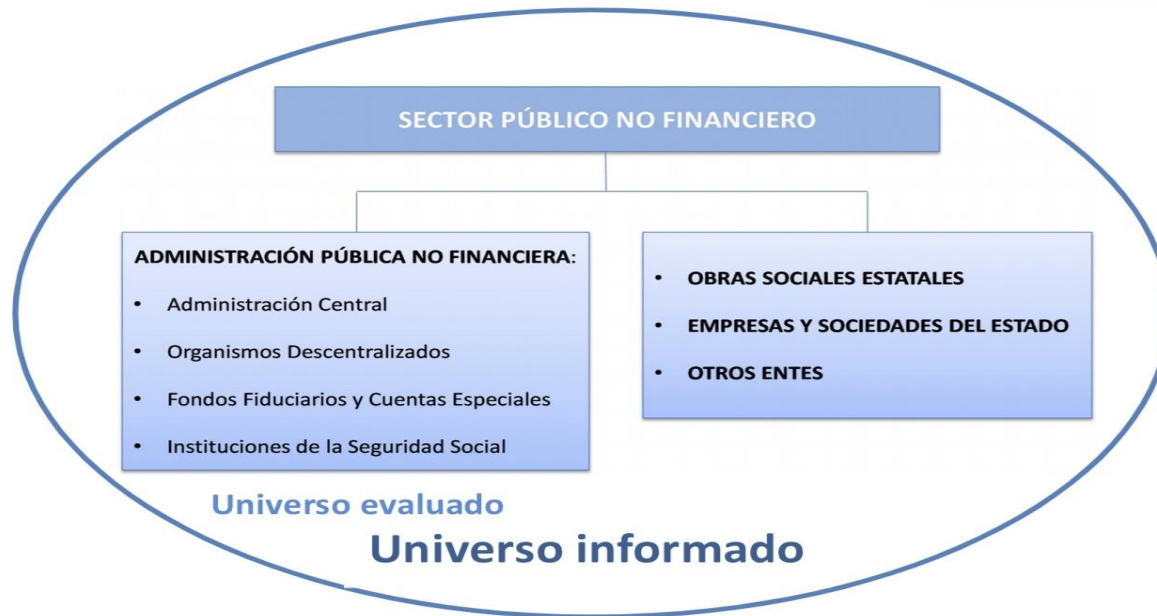 SECTOR PÚBLICO NO FINANCIERO
ADMINISTRACIÓN PÚBLICA NO FINANCIERA:
• Administración Central
• Organismos Descentralizados
• Fondos Fiduciarios y Cuentas Especiales
• Instituciones de la Seguridad Social
• OBRAS SOCIALES ESTATALES
• EMPRESAS Y SOCIEDADES DEL ESTADO
• OTROS ENTES
Universo evaluado
Universo informado